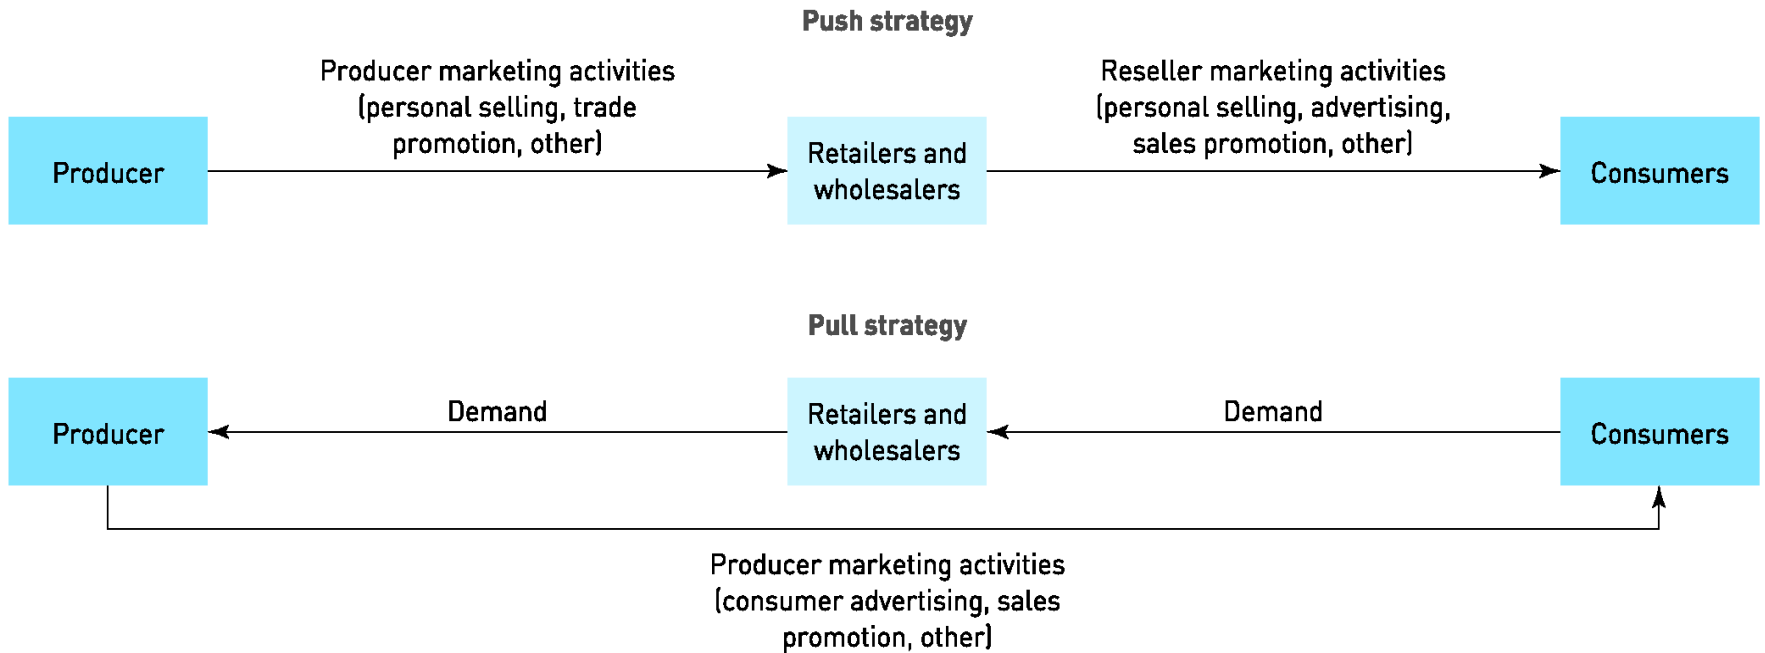 Push strategy
Producer marketing activities
(personal selling, trade
promotion, other)
Reseller marketing activities
(personal selling, advertising,
sales promotion, other)
Producer
Retailers and
wholesalers
Consumers
Pull strategy
Producer
Demand
Retailers and
wholesalers
Demand
Consumers
Producer marketing activities
(consumer advertising, sales
promotion, other)